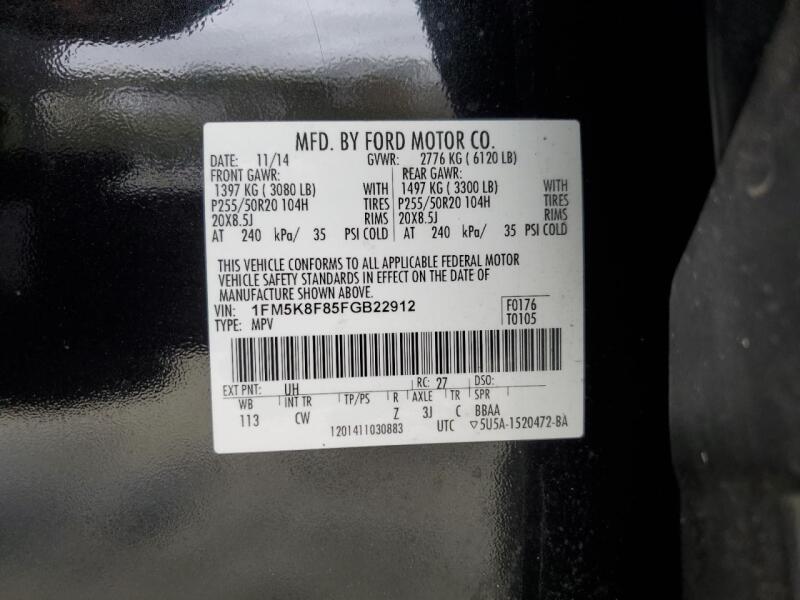 MFD. BY FORD MOTOR CO.
DATE: 11/14 GVWR: 2776 KG ( 6120 LB)
FRONT GAWR: REAR GAWR:
1397 KG ( 3080 LB) WITH 1497 KG ( 3300 LB) WITH
P255/50R20 104H TIRES P255/50R20 104H TIRES
20X8.5J RIMS 20X8.5J RIMS
AT 240 kPa/ 35 PSI COLD AT 240 kPa/ 35 PSI COLD
THIS VEHICLE CONFORMS TO ALL APPLICABLE FEDERAL MOTOR
VEHICLE SAFETY STANDARDS IN EFFECT ON THE DATE OF
MANUFACTURE SHOWN ABOVE.
VIN: 1FM5K8F85FGB22912 F0176
TYPE: MPV T0105
EXT PNT: UH RC: 27 DSO:
WB INT TR TP/PS R AXLE TR SPR
113 CW Z 3J C BBAA
1201411030883 UTC ▽5U5A-1520472-BA